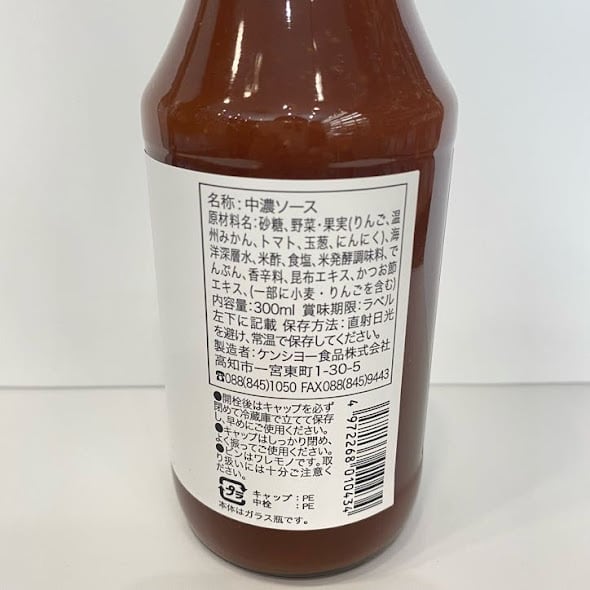 名称：中濃ソース
原材料名：砂糖、野菜・果実(りんご、温
州みかん、トマト、玉葱、にんにく)、海
洋深層水、米酢、食塩、米発酵調味料、で
んぷん、香辛料、昆布エキス、かつお節
エキス、(一部に小麦・りんごを含む)
内容量：300ml 賞味期限：ラベル
左下に記載 保存方法：直射日光
を避け、常温で保存してください。
製造者：ケンシヨー食品株式会社
高知市一宮東町1-30-5
☎088(845)1050 FAX088(845)9443
●開栓後はキャップを必ず
閉めて冷蔵庫で立てて保存
し、早めにご使用ください。
●キャップはしっかり閉め、
よく振ってご使用ください。
●ビンはワレモノです。取
り扱いには十分ご注意く
ださい。
タラ
キャップ：PE
中栓　　：PE
本体はガラス瓶です。
4972268010434